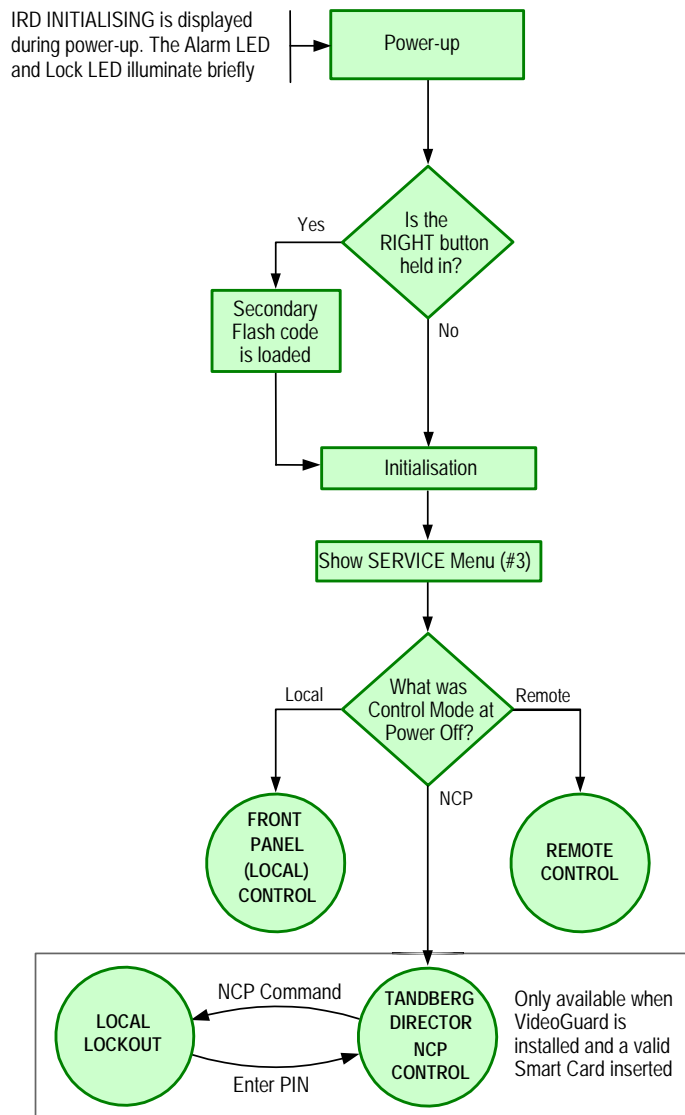 IRD INITIALISING is displayed
during power-up. The Alarm LED
and Lock LED illuminate briefly
Power-up
Is the
RIGHT button
held in?
Yes
No
Secondary
Flash code
is loaded
Initialisation
Show SERVICE Menu (#3)
What was
Control Mode at
Power Off?
Local
Remote
NCP
FRONT
PANEL
(LOCAL)
CONTROL
REMOTE
CONTROL
LOCAL
LOCKOUT
NCP Command
Enter PIN
TANDBERG
DIRECTOR
NCP
CONTROL
Only available when
VideoGuard is
installed and a valid
Smart Card inserted